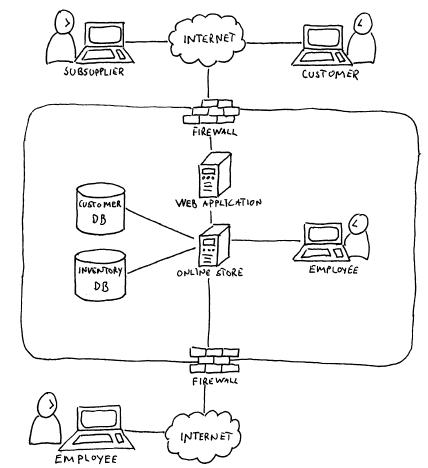 INTERNET
SUBSUPPLIER
CUSTOMER
FIREWALL
WEB APPLICATION
CUSTOMER
DB
ONLINE STORE
EMPLOYEE
INVENTORY
DB
FIREWALL
INTERNET
EMPLOYEE